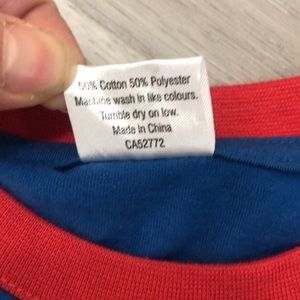 50% Cotton 50% Polyester
Machine wash in like colours.
Tumble dry on low.
Made in China
CA52772